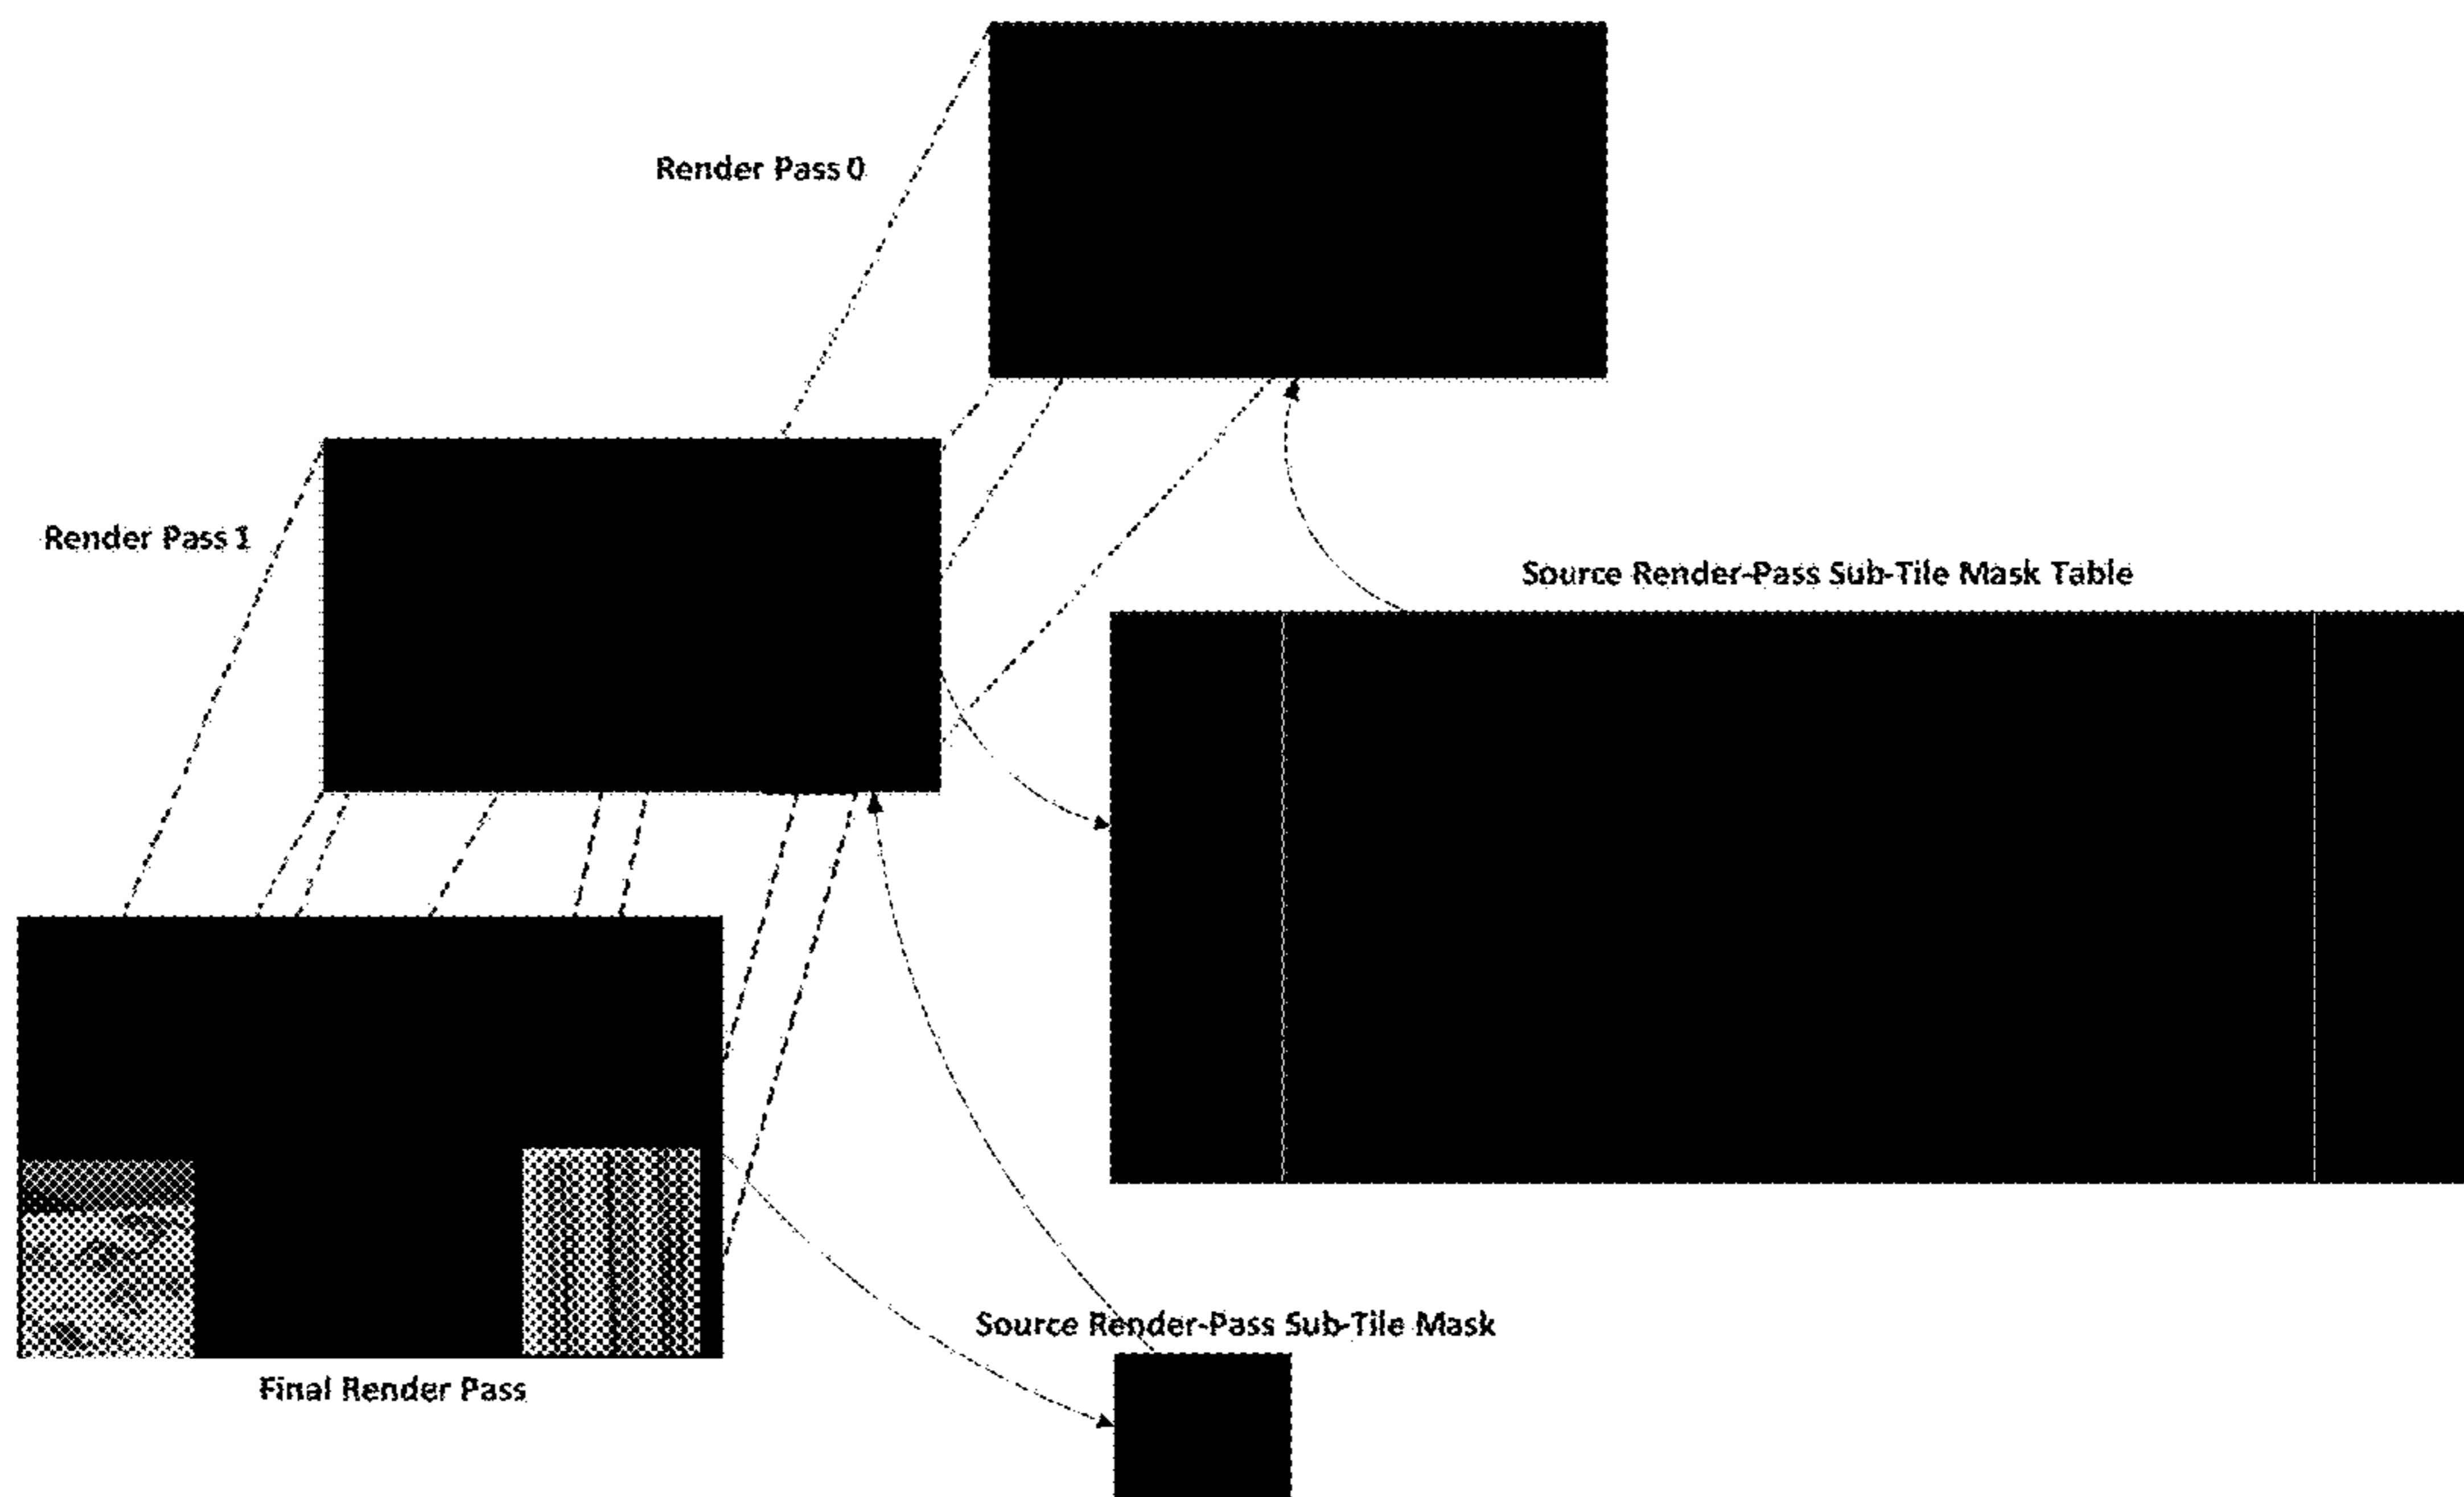 Render Pass 0
Render Pass 1
Source Render-Pass Sub-Tile Mask Table
Source Render-Pass Sub-Tile Mask
Final Render Pass